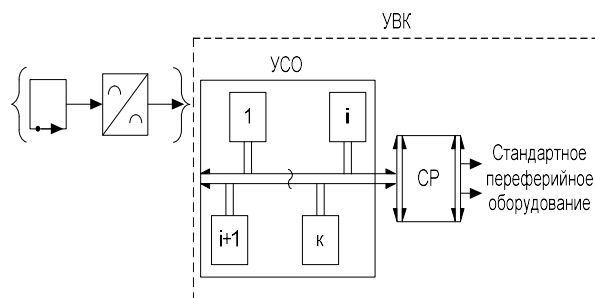 УВК
УСО
1
i
СР
Стандартное
переферийное
оборудование
i+1
к